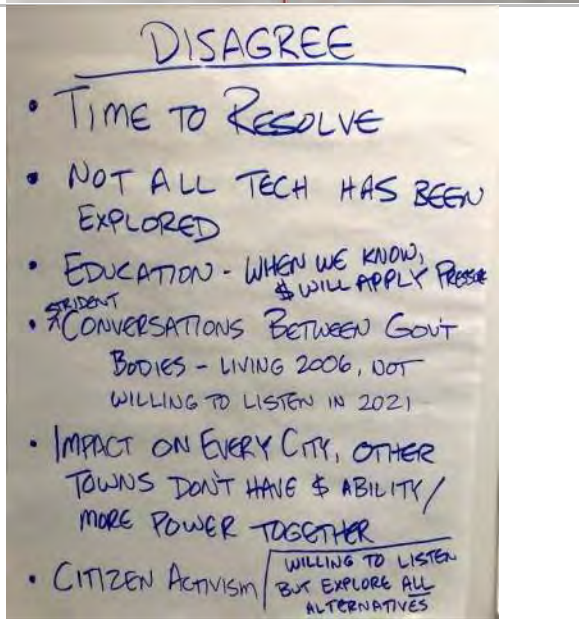 DISAGREE
• TIME TO RESOLVE
• NOT ALL TECH HAS BEEN
EXPLORED
• EDUCATION - WHEN WE KNOW,
$ WILL APPLY PRESSURE
STRIDENT
• ^CONVERSATIONS BETWEEN GOV'T
BODIES - LIVING 2006, NOT
WILLING TO LISTEN IN 2021
• IMPACT ON EVERY CITY, OTHER
TOWNS DON'T HAVE $ ABILITY/
MORE POWER TOGETHER
• CITIZEN ACTIVISM
WILLING TO LISTEN
BUT EXPLORE ALL
ALTERNATIVES